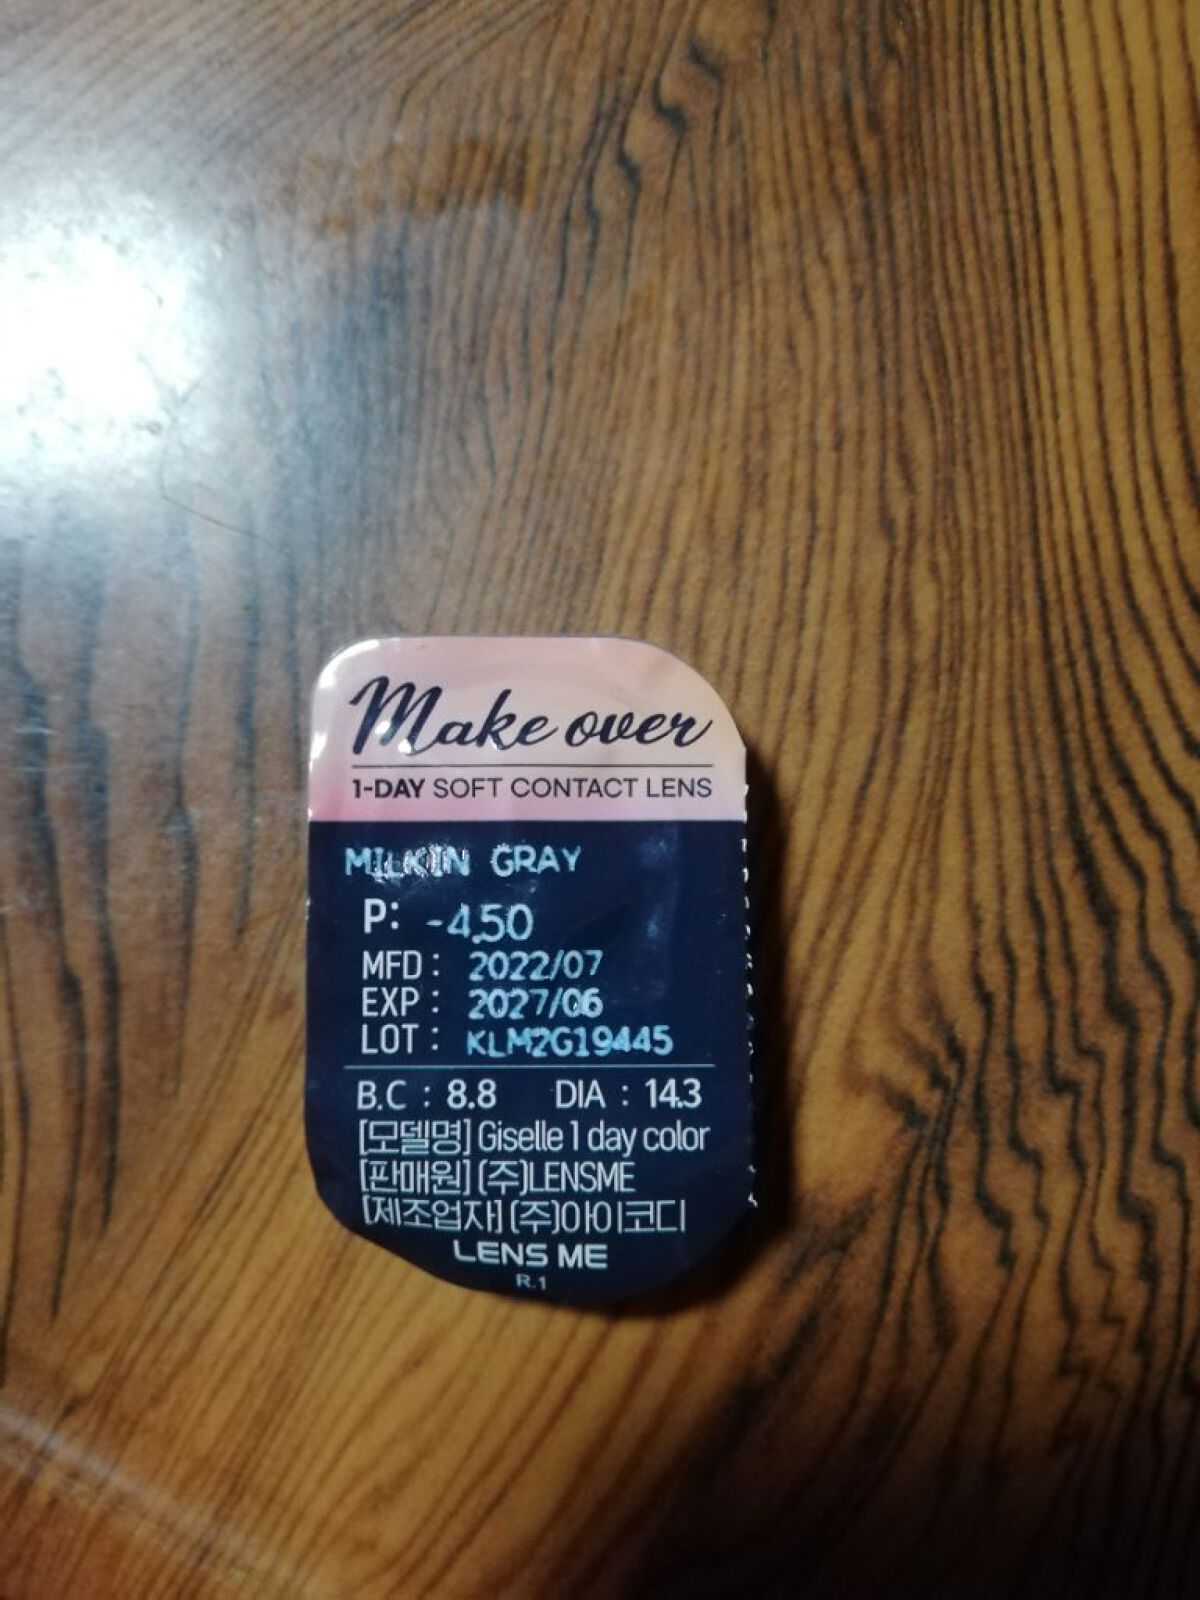 Make over
1-DAY SOFT CONTACT LENS
MILKIN GRAY
P: -4.50
MFD : 2022/07
EXP : 2027/06
LOT : KLM2G19445
B.C : 8.8 DIA : 14.3
[모델명] Giselle 1 day color
[판매원] (주)LENSME
[제조업자] (주)아이코디
LENS ME
R.1